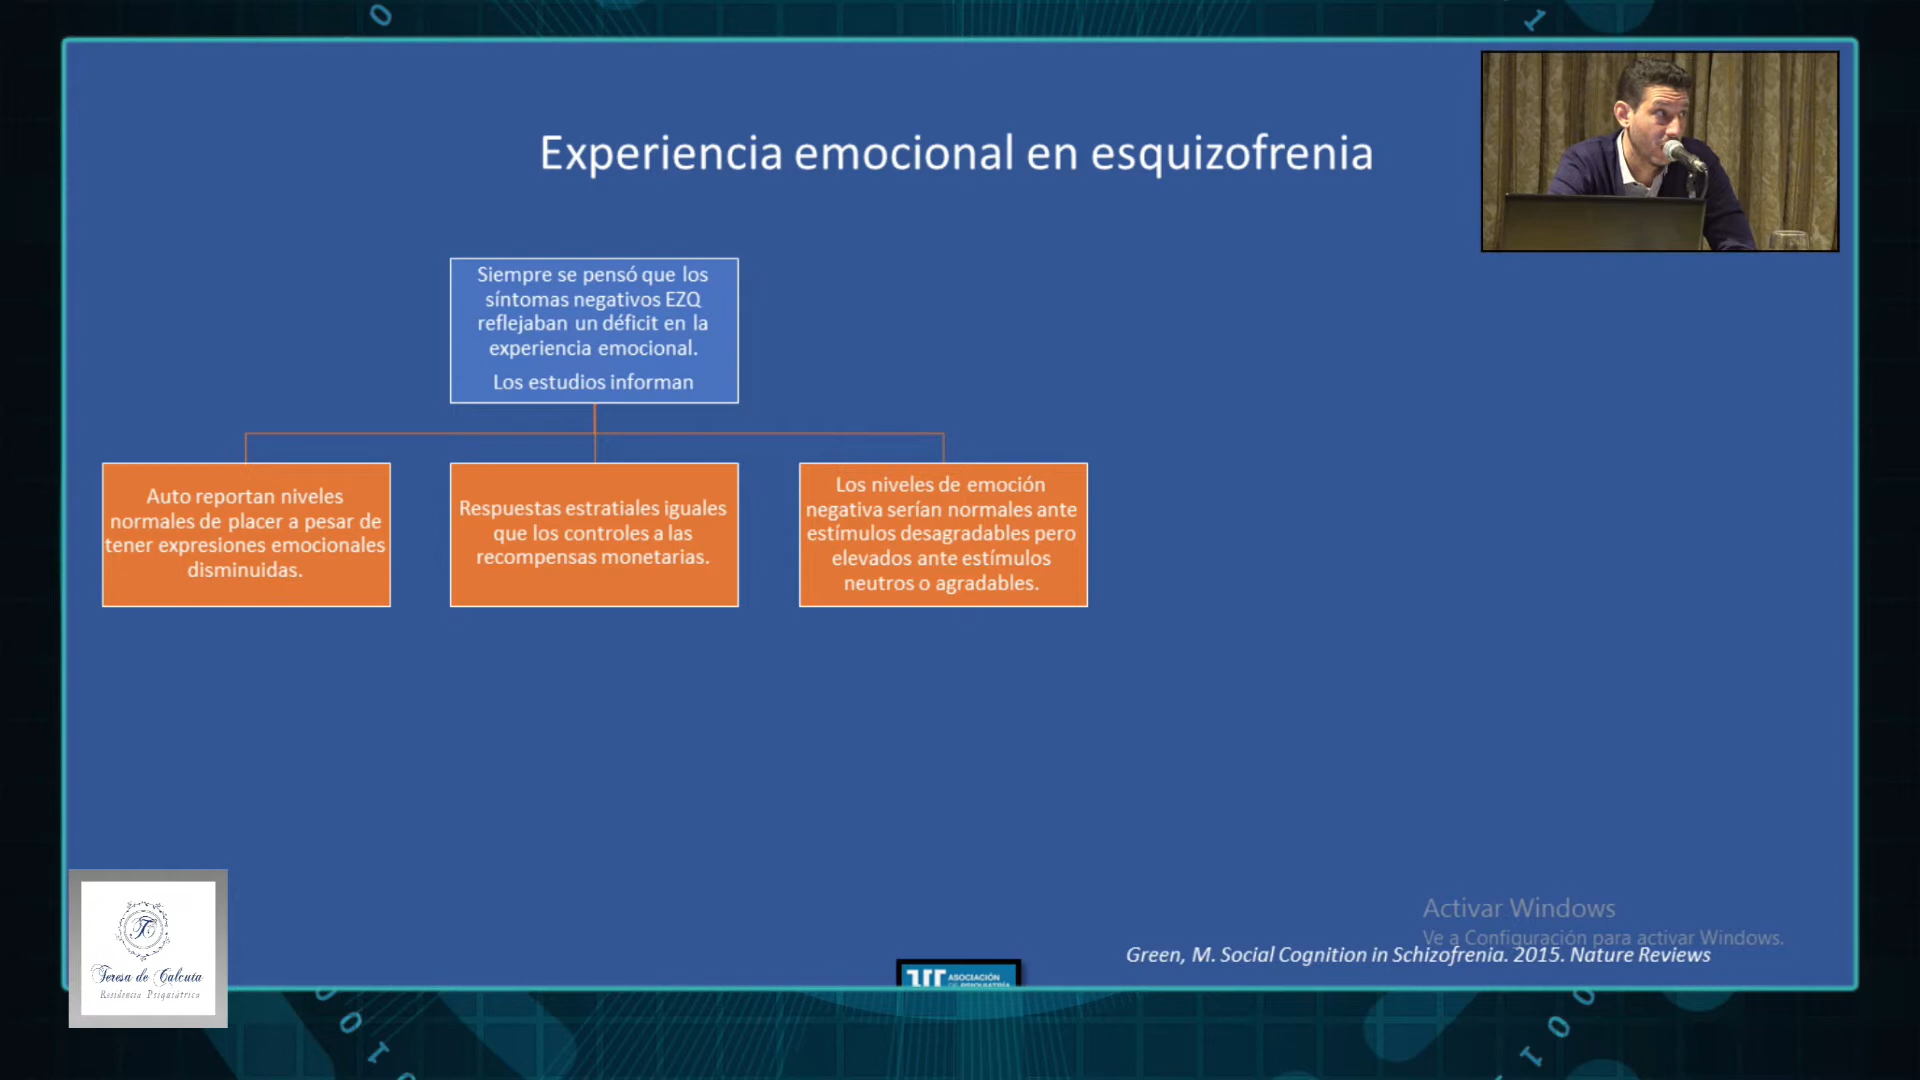 Experiencia emocional en esquizofrenia
Siempre se pensó que los
síntomas negativos EZQ
reflejaban un déficit en la
experiencia emocional.
Los estudios informan
Auto reportan niveles
normales de placer a pesar de
tener expresiones emocionales
disminuidas.
Respuestas estratiales iguales
que los controles a las
recompensas monetarias.
Los niveles de emoción
negativa serían normales ante
estímulos desagradables pero
elevados ante estímulos
neutros o agradables.
Activar Windows
Ve a Configuración para activar Windows.
Green, M. Social Cognition in Schizofrenia. 2015. Nature Reviews
Teresa de Calcuta
Residencia Psiquiátrica
ASOCIACIÓN
DE PSIQUIATRÍA